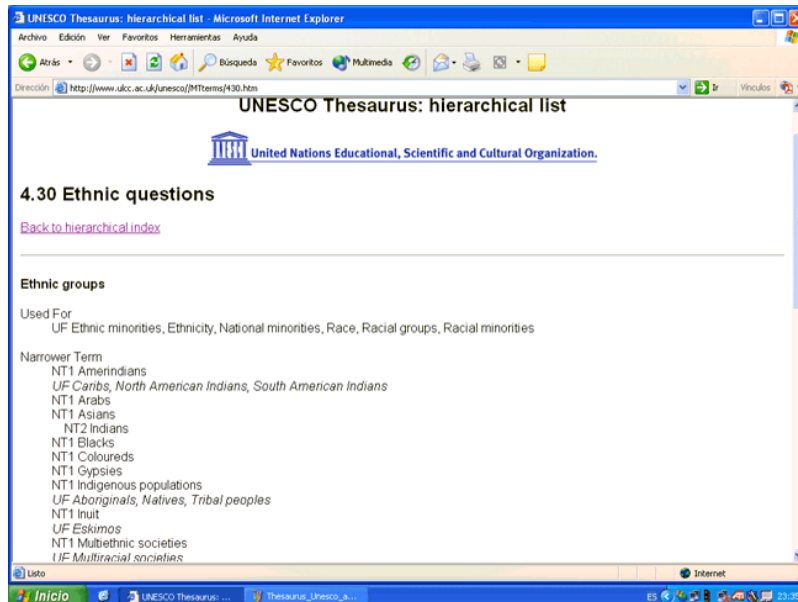 UNESCO Thesaurus: hierarchical list - Microsoft Internet Explorer
Archivo Edición Ver Favoritos Herramientas Ayuda
Atrás Búsqueda Favoritos Multimedia
Dirección http://www.ulcc.ac.uk/unesco//MTterms/430.htm Ir Vínculos
UNESCO Thesaurus: hierarchical list
United Nations Educational, Scientific and Cultural Organization.
4.30 Ethnic questions
Back to hierarchical index
Ethnic groups
Used For
UF Ethnic minorities, Ethnicity, National minorities, Race, Racial groups, Racial minorities
Narrower Term
NT1 Amerindians
UF Caribs, North American Indians, South American Indians
NT1 Arabs
NT1 Asians
NT2 Indians
NT1 Blacks
NT1 Coloureds
NT1 Gypsies
NT1 Indigenous populations
UF Aboriginals, Natives, Tribal peoples
NT1 Inuit
UF Eskimos
NT1 Multiethnic societies
UF Multiracial societies
Listo Internet
Inicio UNESCO Thesaurus: ... Thesaurus_Unesco_a... ES 23:35